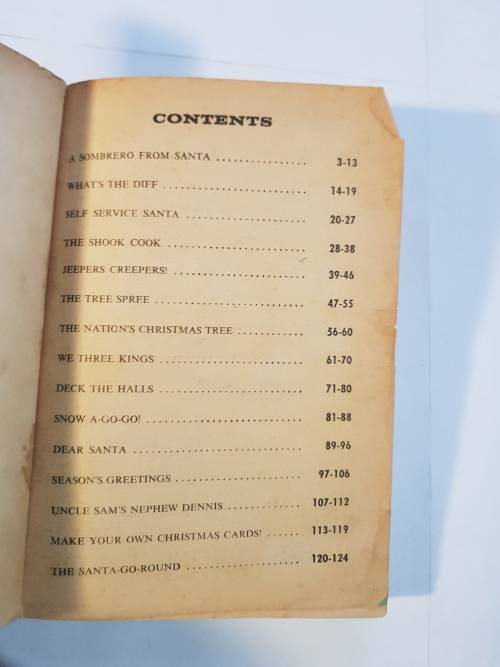 CONTENTS
A SOMBRERO FROM SANTA ................ 3-13
WHAT'S THE DIFF ......................... 14-19
SELF SERVICE SANTA ..................... 20-27
THE SHOOK COOK ........................ 28-38
JEEPERS CREEPERS! ....................... 39-46
THE TREE SPREE .......................... 47-55
THE NATION'S CHRISTMAS TREE ............ 56-60
WE THREE KINGS ......................... 61-70
DECK THE HALLS ......................... 71-80
SNOW A-GO-GO! .......................... 81-88
DEAR SANTA ............................. 89-96
SEASON'S GREETINGS ...................... 97-106
UNCLE SAM'S NEPHEW DENNIS ............. 107-112
MAKE YOUR OWN CHRISTMAS CARDS! ...... 113-119
THE SANTA-GO-ROUND .................... 120-124